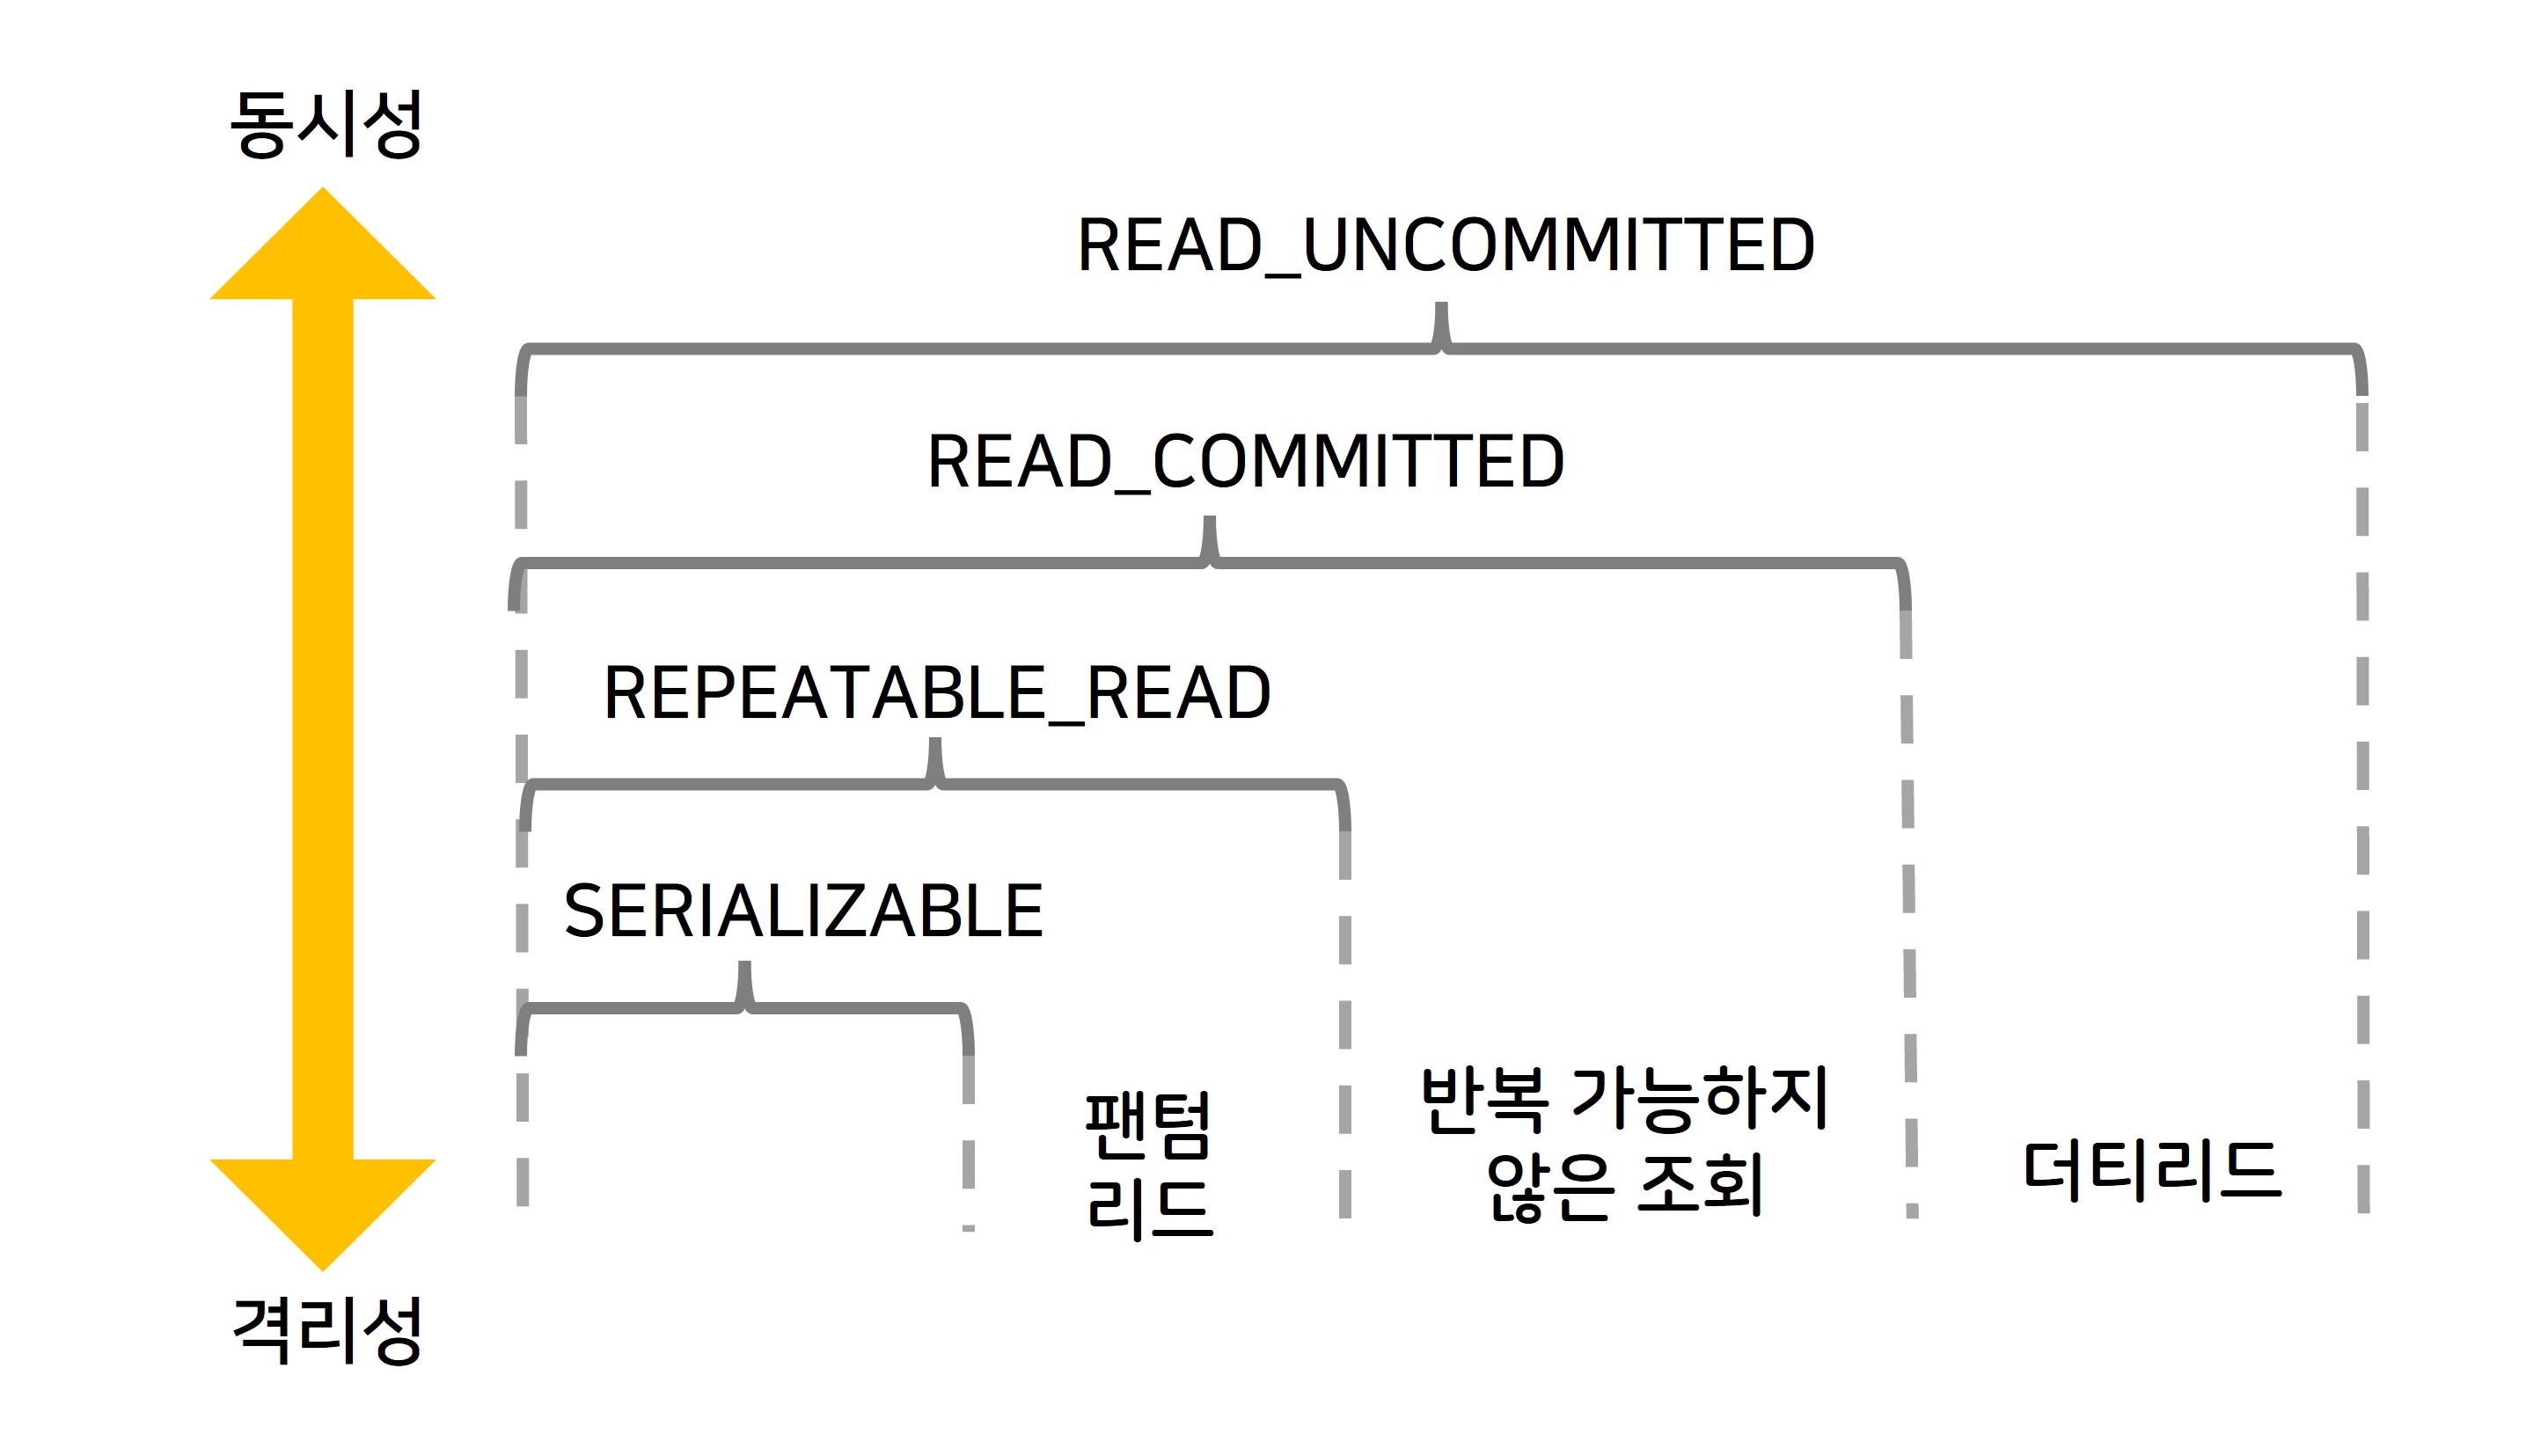 동시성
READ_UNCOMMITTED
READ_COMMITTED
REPEATABLE_READ
SERIALIZABLE
팬텀
리드
반복 가능하지
않은 조회
더티리드
격리성